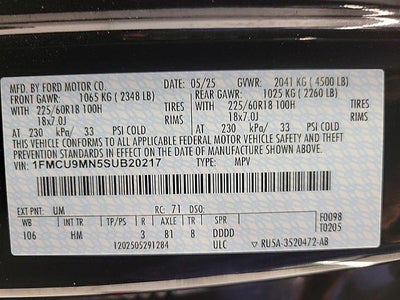 MFD. BY FORD MOTOR CO. 05/25 GVWR: 2041 KG ( 4500 LB)
FRONT GAWR: 1065 KG ( 2348 LB) REAR GAWR: 1025 KG ( 2260 LB)
WITH 225/60R18 100H TIRES WITH 225/60R18 100H TIRES
18x7.0J RIMS 18x7.0J RIMS
AT 230 kPa/ 33 PSI COLD AT 230 kPa/ 33 PSI COLD
THIS VEHICLE CONFORMS TO ALL APPLICABLE FEDERAL MOTOR
VEHICLE SAFETY AND THEFT PREVENTION STANDARDS IN EFFECT ON THE DATE OF
VIN: 1FMCU9MN5SUB20217 TYPE: MPV
EXT PNT: UM RC: 71 DSO:
WB INT TR TP/PS R AXLE TR SPR F0098
106 HM 3 81 8 DDDD T0205
1202505291284 ULC RU5A-3520472-AB